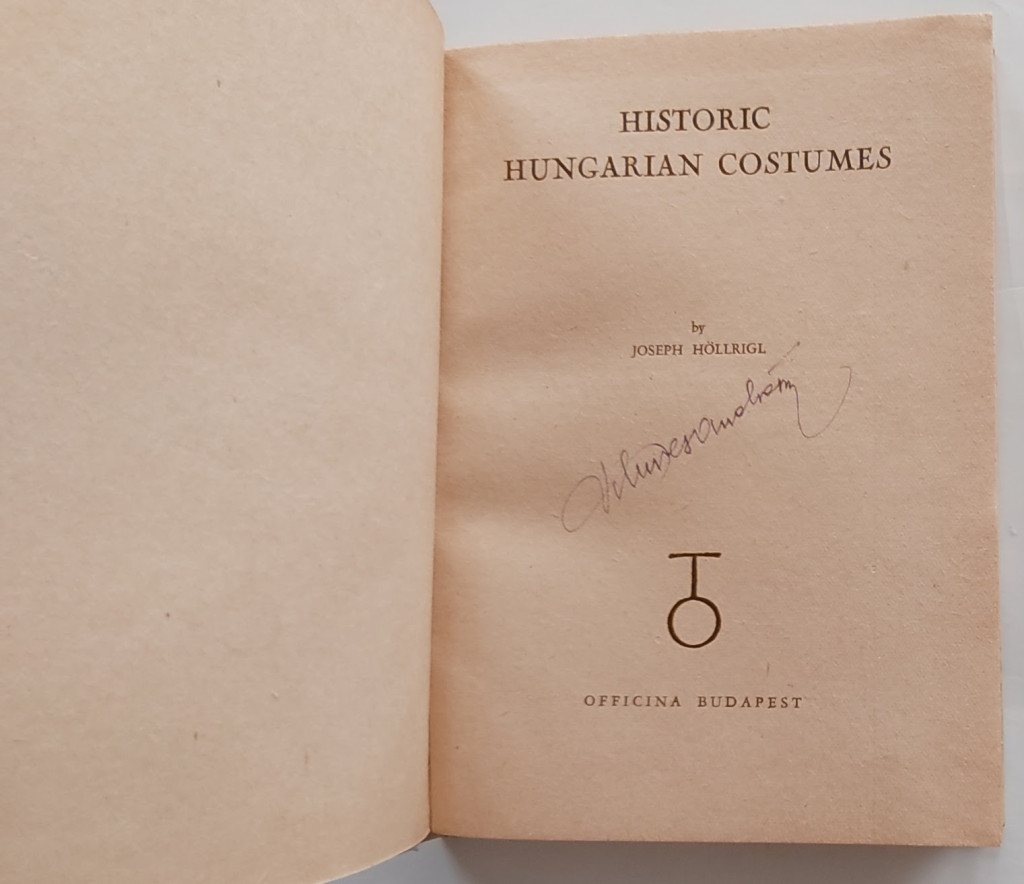 HISTORIC
HUNGARIAN COSTUMES
by
JOSEPH HÖLLRIGL
OFFICINA BUDAPEST